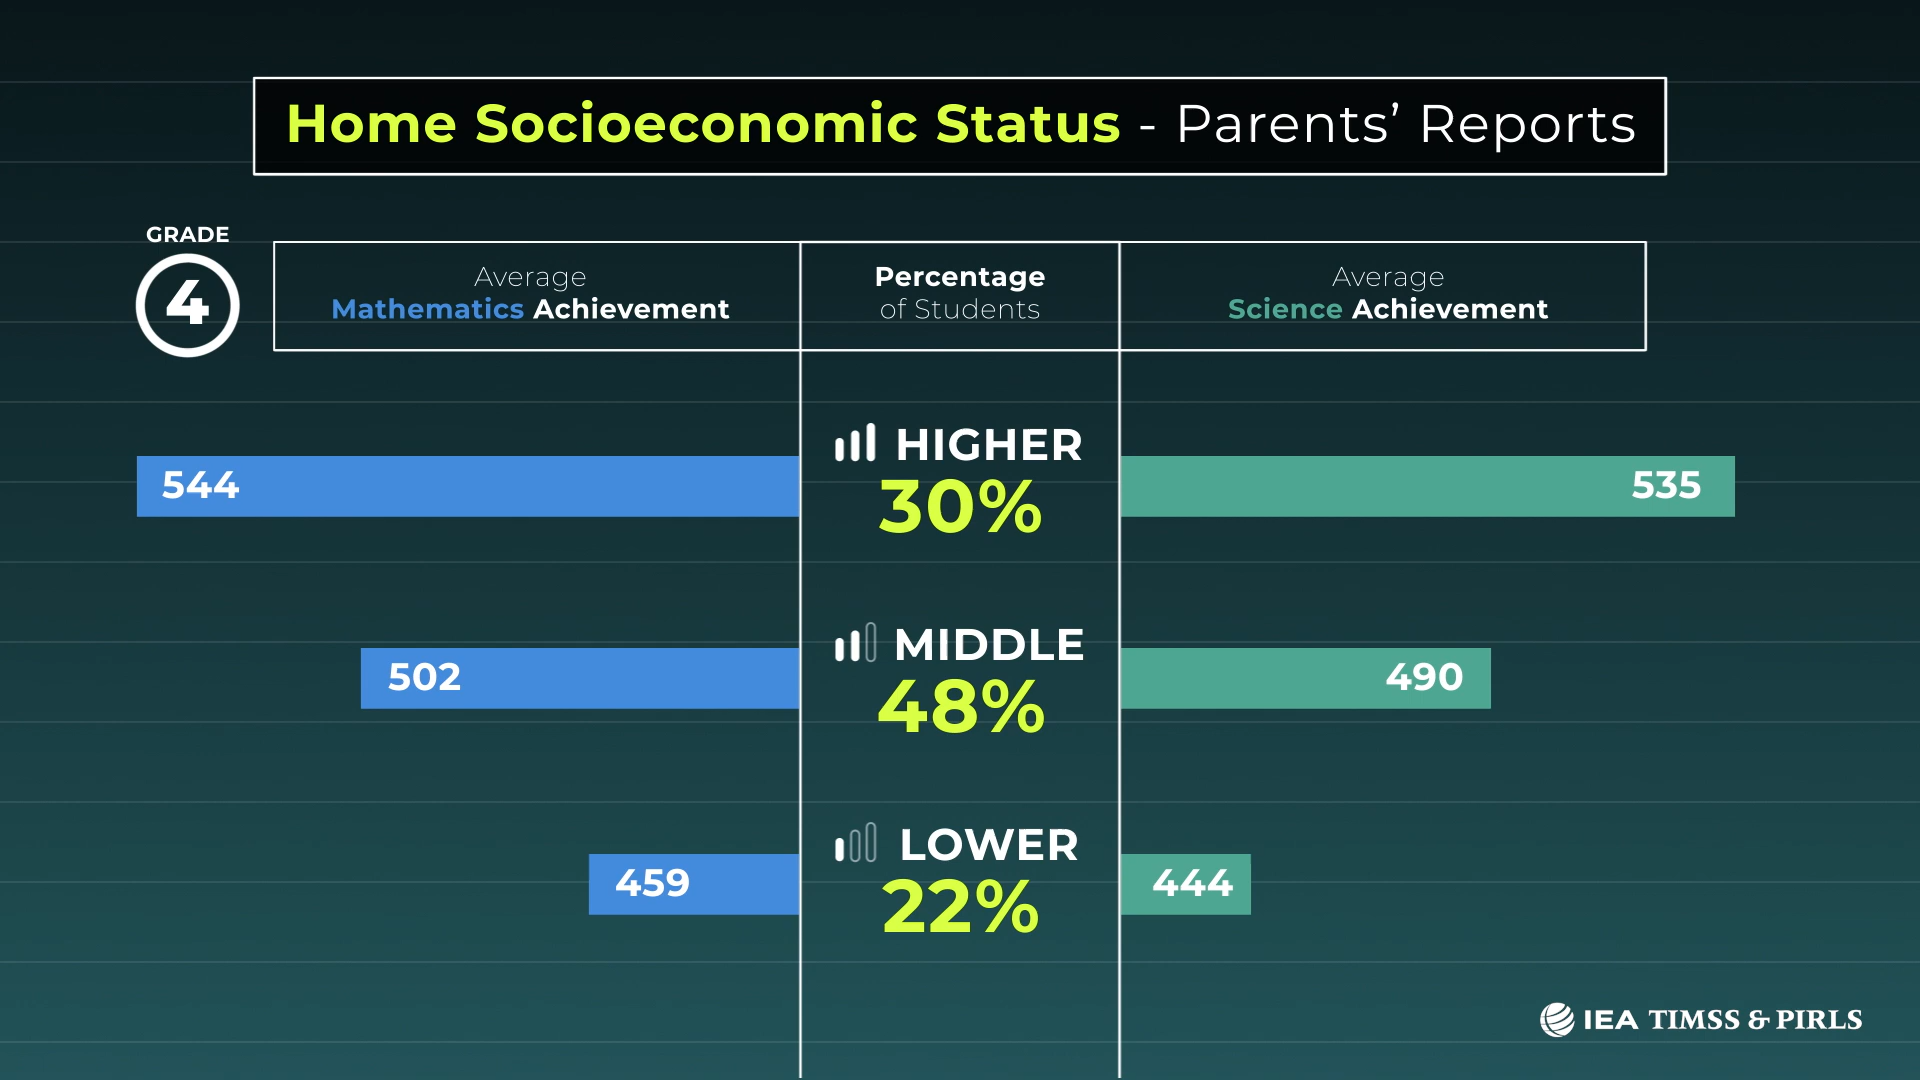 Home Socioeconomic Status - Parents’ Reports
GRADE
4
Average
Mathematics Achievement
Percentage
of Students
Average
Science Achievement
544
HIGHER
30%
535
502
MIDDLE
48%
490
459
LOWER
22%
444
IEA TIMSS & PIRLS